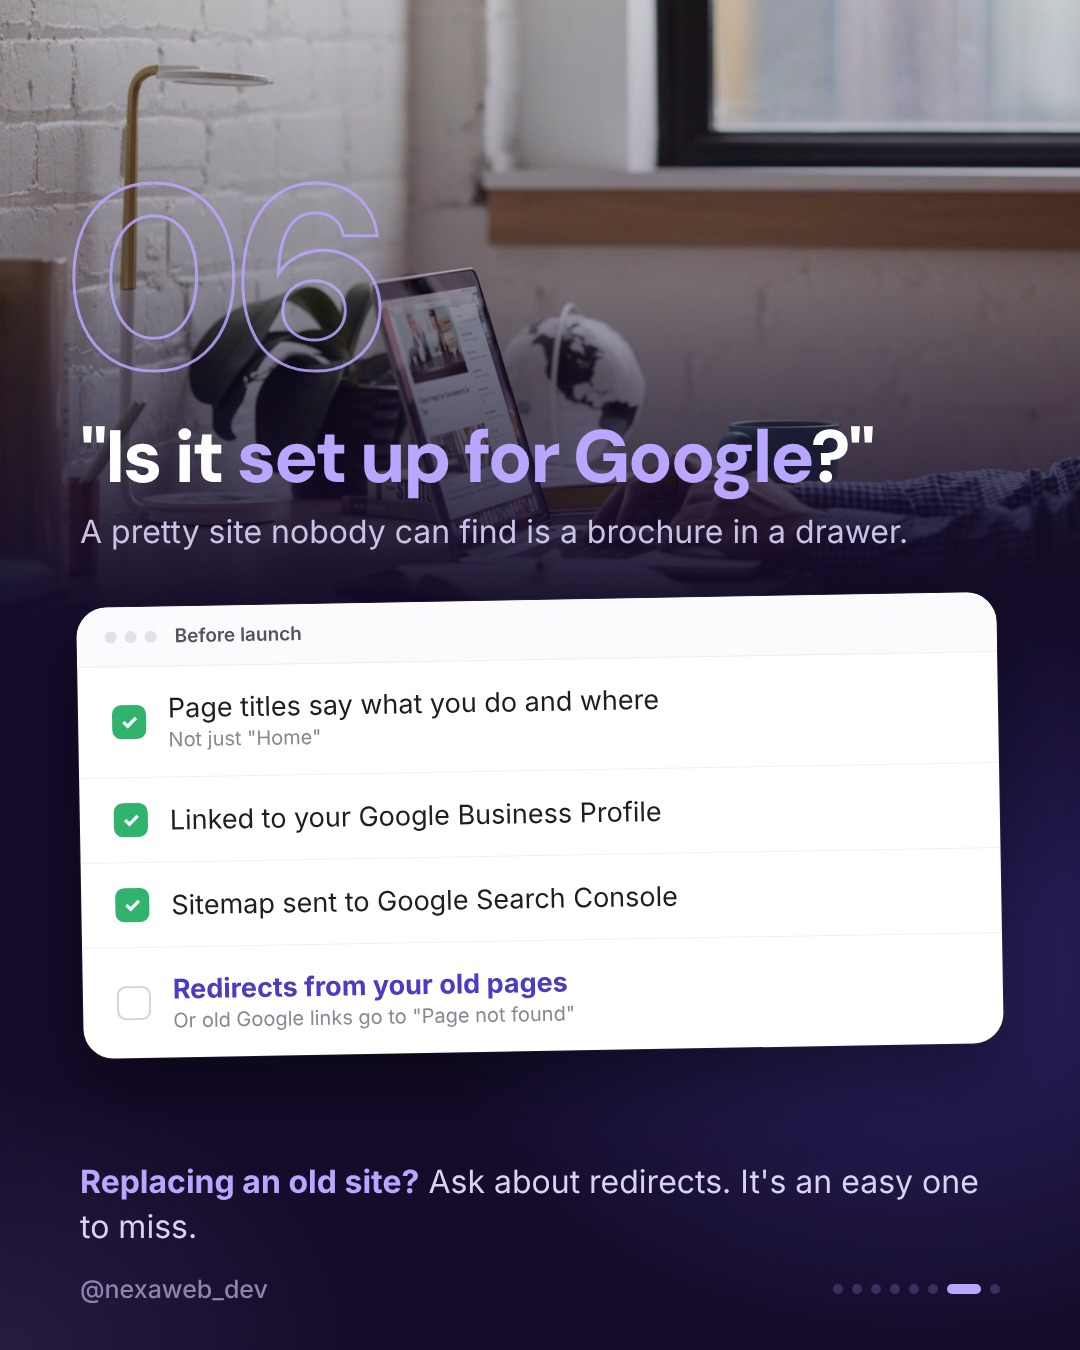 06
"Is it set up for Google?"
A pretty site nobody can find is a brochure in a drawer.
Before launch
Page titles say what you do and where
Not just "Home"
Linked to your Google Business Profile
Sitemap sent to Google Search Console
Redirects from your old pages
Or old Google links go to "Page not found"
Replacing an old site? Ask about redirects. It's an easy one
to miss.
@nexaweb_dev